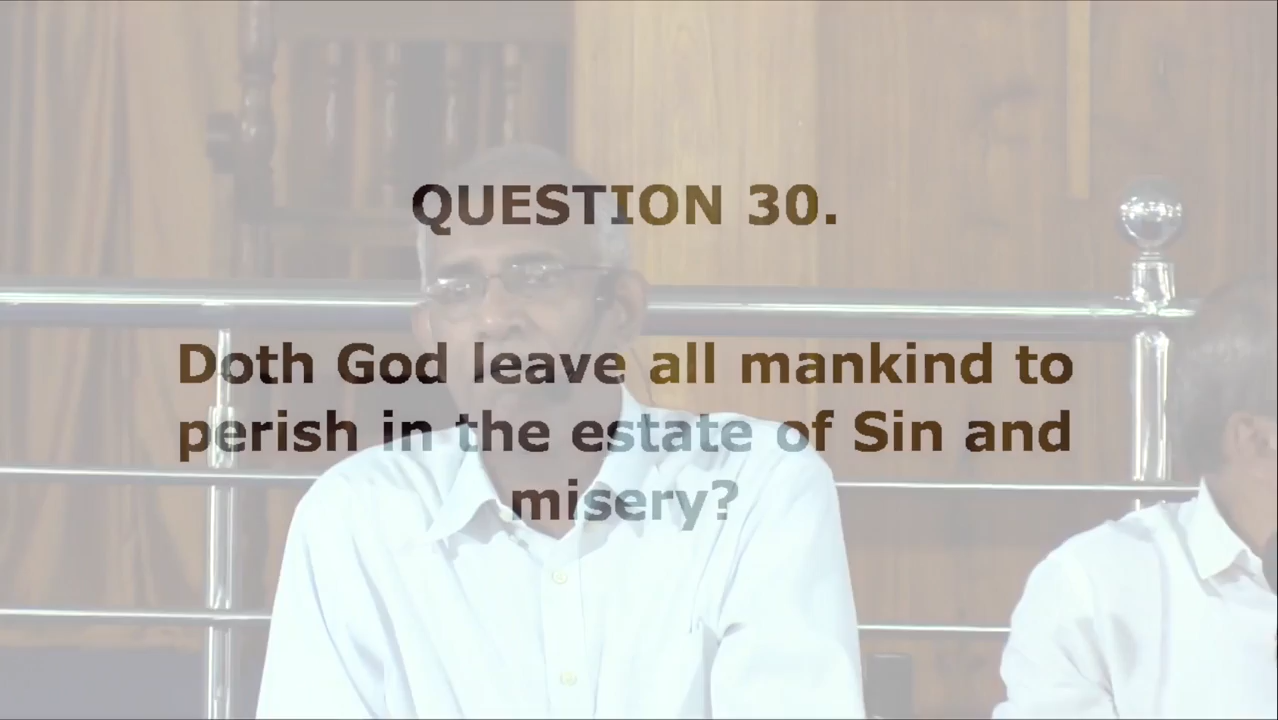 QUESTION 30.
Doth God leave all mankind to
perish in the estate of Sin and
misery?